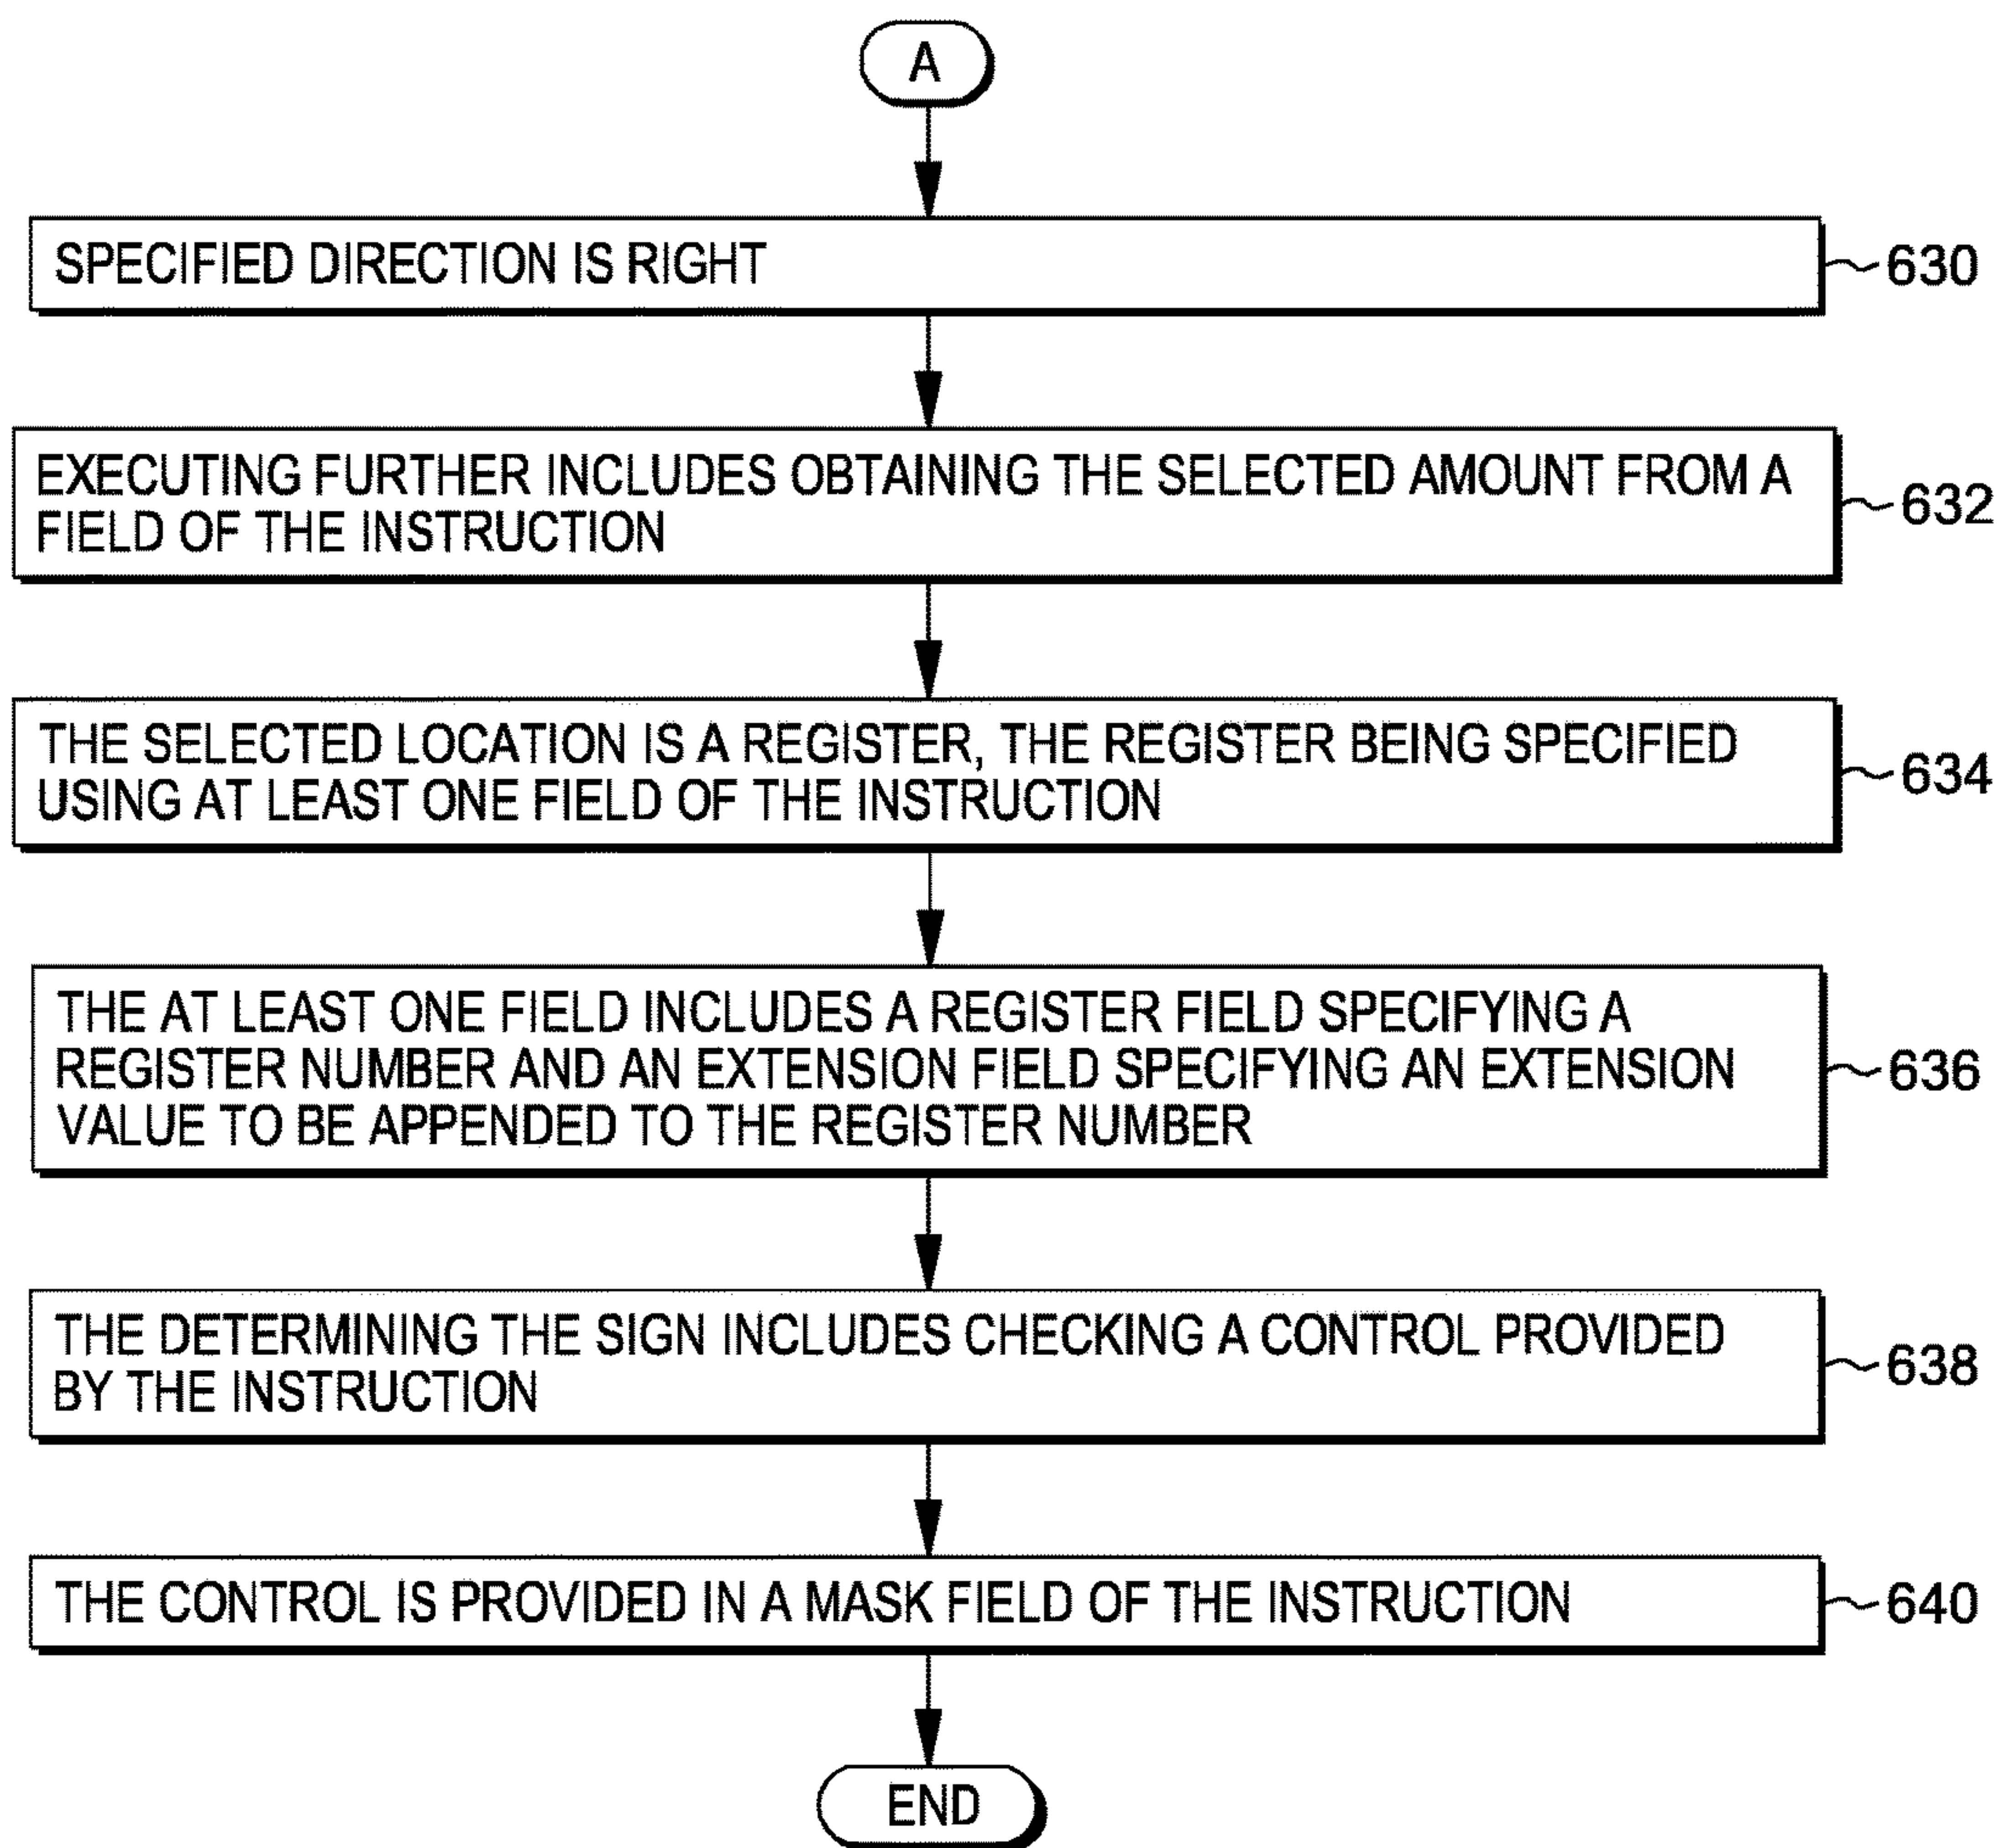 A
SPECIFIED DIRECTION IS RIGHT
630
EXECUTING FURTHER INCLUDES OBTAINING THE SELECTED AMOUNT FROM A
FIELD OF THE INSTRUCTION
632
THE SELECTED LOCATION IS A REGISTER, THE REGISTER BEING SPECIFIED
USING AT LEAST ONE FIELD OF THE INSTRUCTION
634
THE AT LEAST ONE FIELD INCLUDES A REGISTER FIELD SPECIFYING A
REGISTER NUMBER AND AN EXTENSION FIELD SPECIFYING AN EXTENSION
VALUE TO BE APPENDED TO THE REGISTER NUMBER
636
THE DETERMINING THE SIGN INCLUDES CHECKING A CONTROL PROVIDED
BY THE INSTRUCTION
638
THE CONTROL IS PROVIDED IN A MASK FIELD OF THE INSTRUCTION
640
END